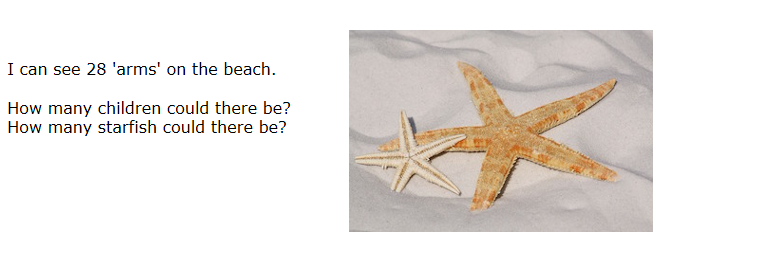 I can see 28 'arms' on the beach.
How many children could there be?
How many starfish could there be?